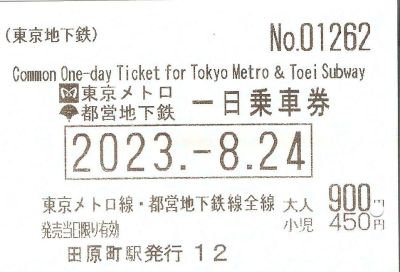 (東京地下鉄)
No.01262
Common One-day Ticket for Tokyo Metro & Toei Subway
東京メトロ
都営地下鉄
一日乗車券
2023.-8.24
東京メトロ線・都営地下鉄線全線 大人 900円
発売当日限り有効 小児 450円
田原町駅発行 12